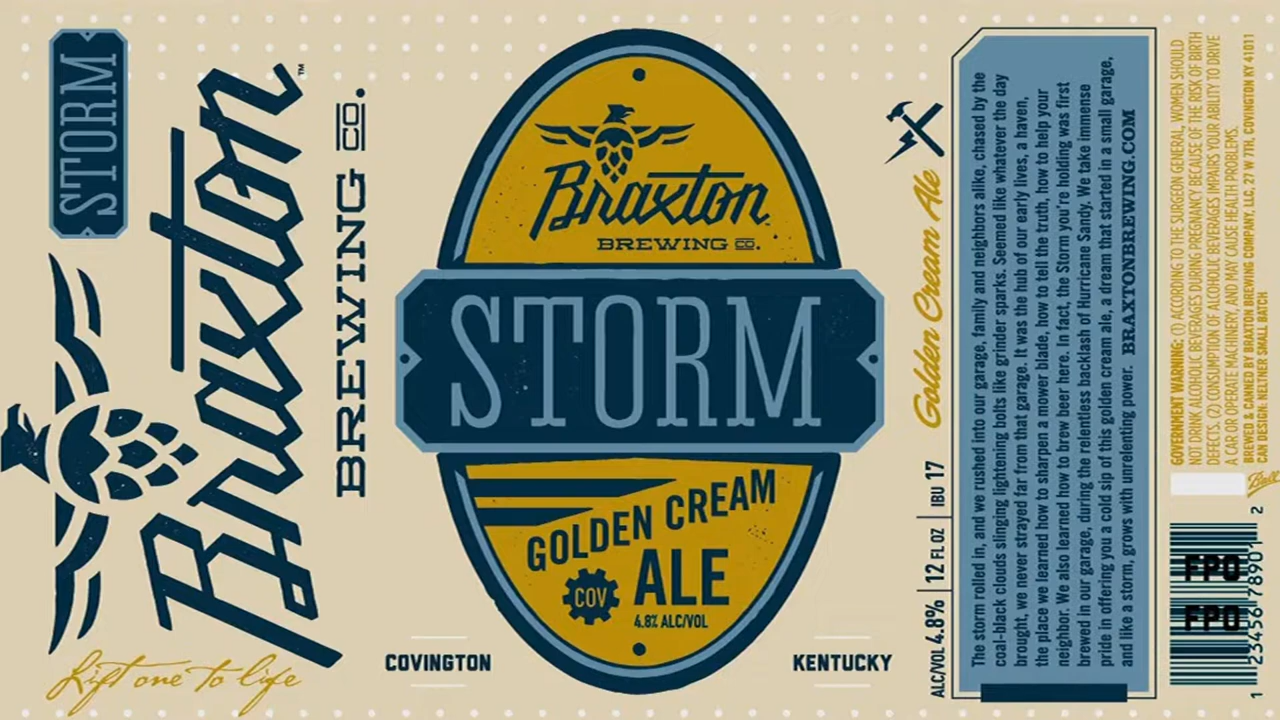 STORM
Braxton™
BREWING CO.
Lift one to life
Braxton
BREWING CO.
STORM
GOLDEN CREAM
ALE
COV
4.8% ALC/VOL
COVINGTON
KENTUCKY
Golden Cream Ale
ALC/VOL 4.8% | 12 FL OZ | IBU 17
The storm rolled in, and we rushed into our garage, family and neighbors alike, chased by the
coal-black clouds slinging lightening bolts like grinder sparks. Seemed like whatever the day
brought, we never strayed far from that garage. It was the hub of our early lives, a haven,
the place we learned how to sharpen a mower blade, how to tell the truth, how to help your
neighbor. We also learned how to brew beer here. In fact, the Storm you're holding was first
brewed in our garage, during the relentless backlash of Hurricane Sandy. We take immense
pride in offering you a cold sip of this golden cream ale, a dream that started in a small garage,
and like a storm, grows with unrelenting power. BRAXTONBREWING.COM
GOVERNMENT WARNING: (1) ACCORDING TO THE SURGEON GENERAL, WOMEN SHOULD
NOT DRINK ALCOHOLIC BEVERAGES DURING PREGNANCY BECAUSE OF THE RISK OF BIRTH
DEFECTS. (2) CONSUMPTION OF ALCOHOLIC BEVERAGES IMPAIRS YOUR ABILITY TO DRIVE
A CAR OR OPERATE MACHINERY, AND MAY CAUSE HEALTH PROBLEMS.
BREWED & CANNED BY BRAXTON BREWING COMPANY, LLC, 27 W 7TH, COVINGTON KY 41011
CAN DESIGN. NELTNER SMALL BATCH
Ball
FPO
FPO
1 23456 78901 2